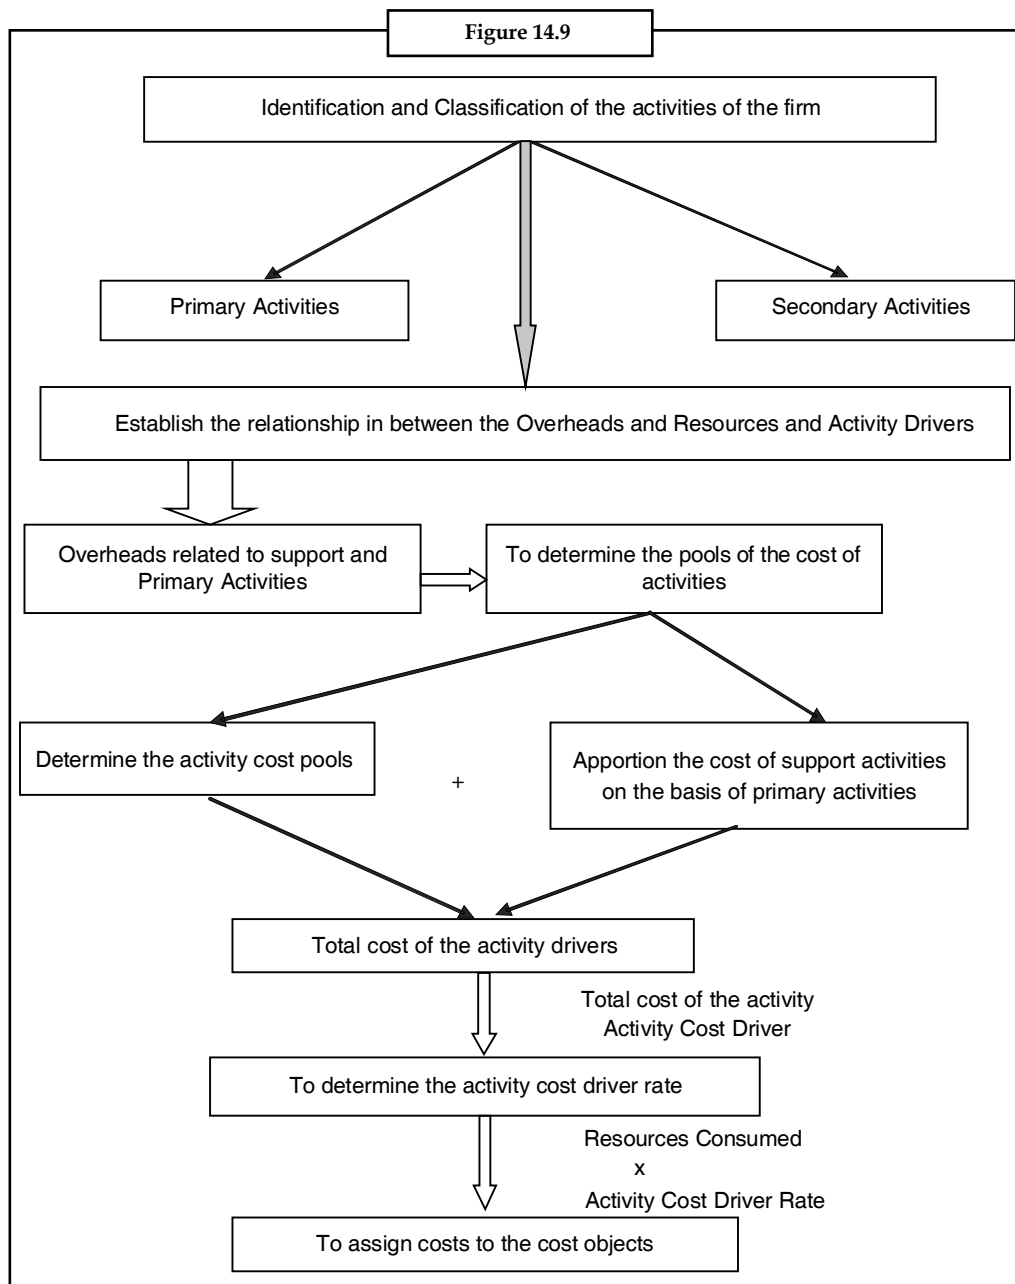 Figure 14.9
Identification and Classification of the activities of the firm
Primary Activities
Secondary Activities
Establish the relationship in between the Overheads and Resources and Activity Drivers
Overheads related to support and
Primary Activities
To determine the pools of the cost of
activities
Determine the activity cost pools
+
Apportion the cost of support activities
on the basis of primary activities
Total cost of the activity drivers
Total cost of the activity
Activity Cost Driver
To determine the activity cost driver rate
Resources Consumed
x
Activity Cost Driver Rate
To assign costs to the cost objects